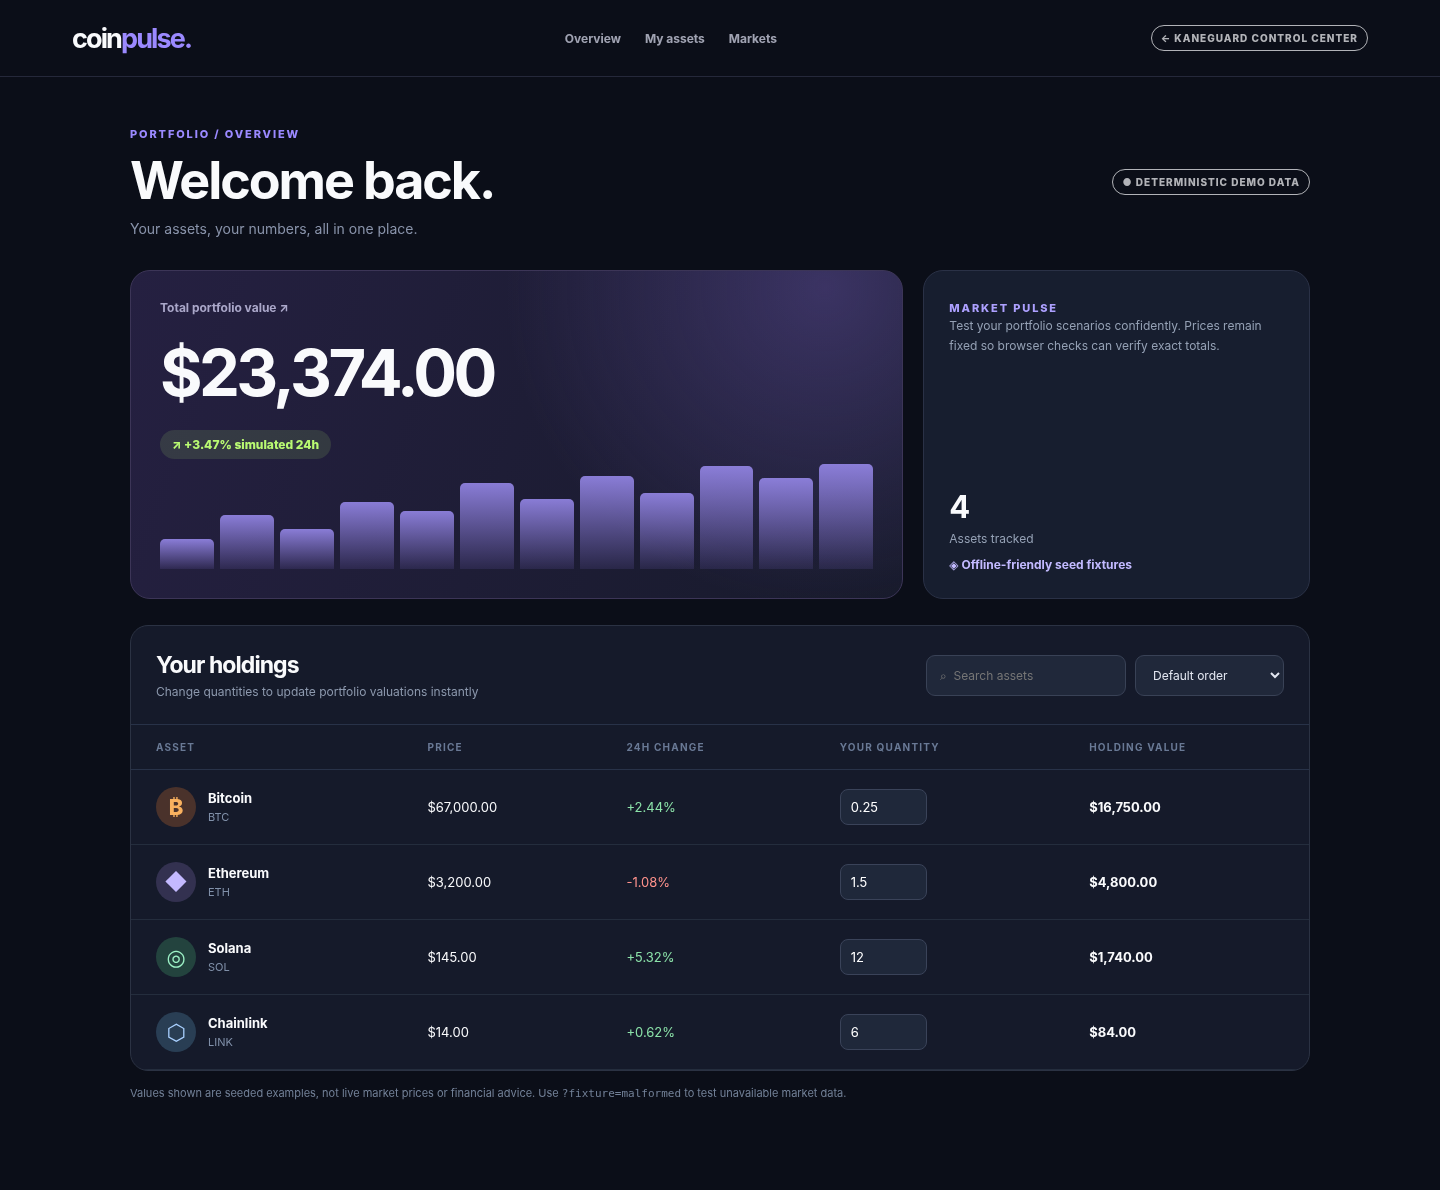 coinpulse.
Overview My assets Markets
← KANEGUARD CONTROL CENTER
PORTFOLIO / OVERVIEW
Welcome back.
● DETERMINISTIC DEMO DATA
Your assets, your numbers, all in one place.
Total portfolio value ↗
$23,374.00
↗ +3.47% simulated 24h
MARKET PULSE
Test your portfolio scenarios confidently. Prices remain
fixed so browser checks can verify exact totals.
4
Assets tracked
◈ Offline-friendly seed fixtures
Your holdings
Change quantities to update portfolio valuations instantly
⌕ Search assets
Default order
ASSET PRICE 24H CHANGE YOUR QUANTITY HOLDING VALUE
₿ Bitcoin
BTC
$67,000.00 +2.44% 0.25 $16,750.00
Ethereum
ETH
$3,200.00 -1.08% 1.5 $4,800.00
Solana
SOL
$145.00 +5.32% 12 $1,740.00
Chainlink
LINK
$14.00 +0.62% 6 $84.00
Values shown are seeded examples, not live market prices or financial advice. Use ?fixture=malformed to test unavailable market data.